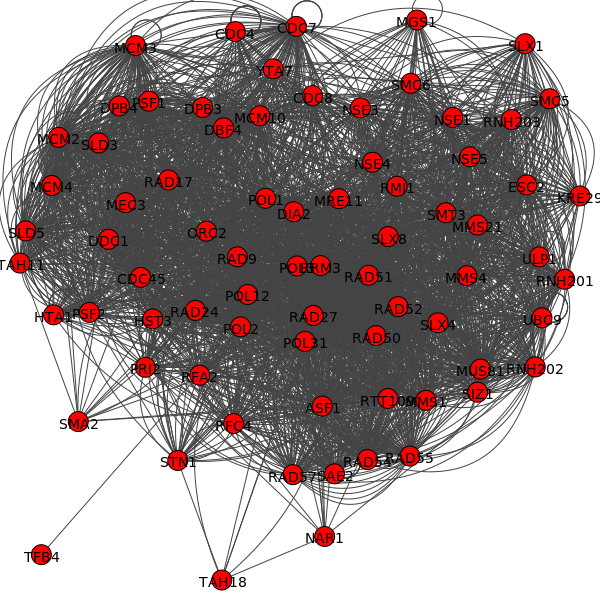 CDC7
MGS1
CDC4
MCM3
SLX1
YTA7
SMC6
CDC8
SMC5
PSF1
DPB4
DPB3
NSE3
MCM10
NSE1
RNH203
DBF4
MCM2
SLD3
NSE4
NSE5
RAD17
MCM4
RMI1
ESC2
KRE29
POL1
MRE11
MEC3
DIA2
SMT3
MMS21
SLD5
ORC2
DDC1
SLX8
RAD9
ULP1
TAH11
RRM3
RAD51
CDC45
MMS4
RNH201
POL12
RAD24
RAD52
HTA1
PSF2
HST3
RAD27
UBC9
POL2
SLX4
POL31
RAD50
PRI2
RFA2
MUS81
RNH202
SIZ1
RTT109
MMS1
ASF1
SMA2
RFC4
STN1
RAD54
RAD55
RAD57
SAE2
NAR1
TFB4
TAH18